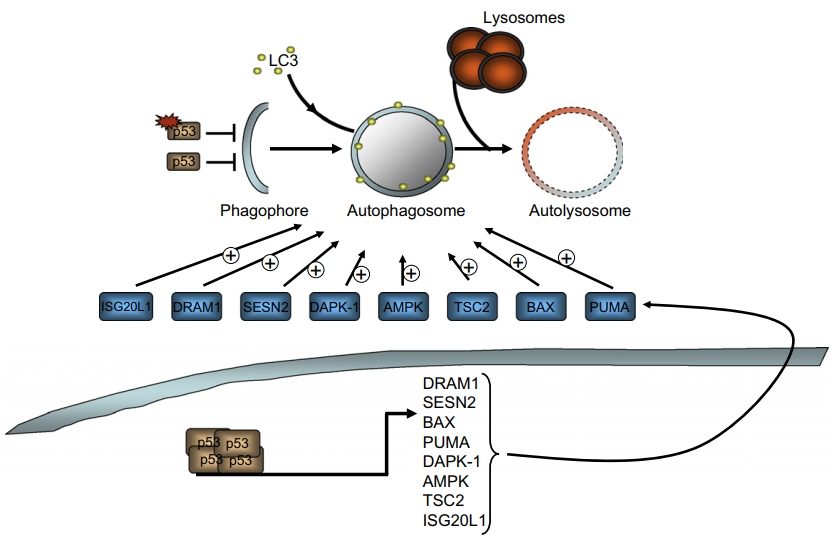 Lysosomes
LC3
p53
p53
Phagophore
Autophagosome
Autolysosome
+
+
+
+
+
+
+
+
ISG20L1
DRAM1
SESN2
DAPK-1
AMPK
TSC2
BAX
PUMA
DRAM1
SESN2
BAX
PUMA
DAPK-1
AMPK
TSC2
ISG20L1
p53
p53
p53
p53